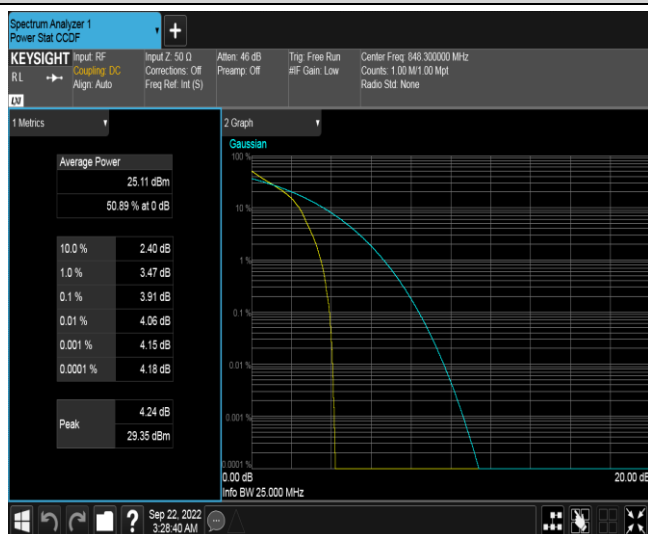 Spectrum Analyzer 1
Power Stat CCDF
+
KEYSIGHT
RL
LXI
Input: RF
Coupling: DC
Align: Auto
Input Z: 50 Ω
Corrections: Off
Freq Ref: Int (S)
Atten: 46 dB
Preamp: Off
Trig: Free Run
#IF Gain: Low
Center Freq: 848.300000 MHz
Counts: 1.00 M/1.00 Mpt
Radio Std: None
1 Metrics
Average Power
25.11 dBm
50.89 % at 0 dB
10.0 % 2.40 dB
1.0 % 3.47 dB
0.1 % 3.91 dB
0.01 % 4.06 dB
0.001 % 4.15 dB
0.0001 % 4.18 dB
Peak
4.24 dB
29.35 dBm
2 Graph
Gaussian
100 %
10 %
1 %
0.1 %
0.01 %
0.001 %
0.0001 %
0.00 dB 20.00 dB
Info BW 25.000 MHz
?
Sep 22, 2022
3:28:40 AM